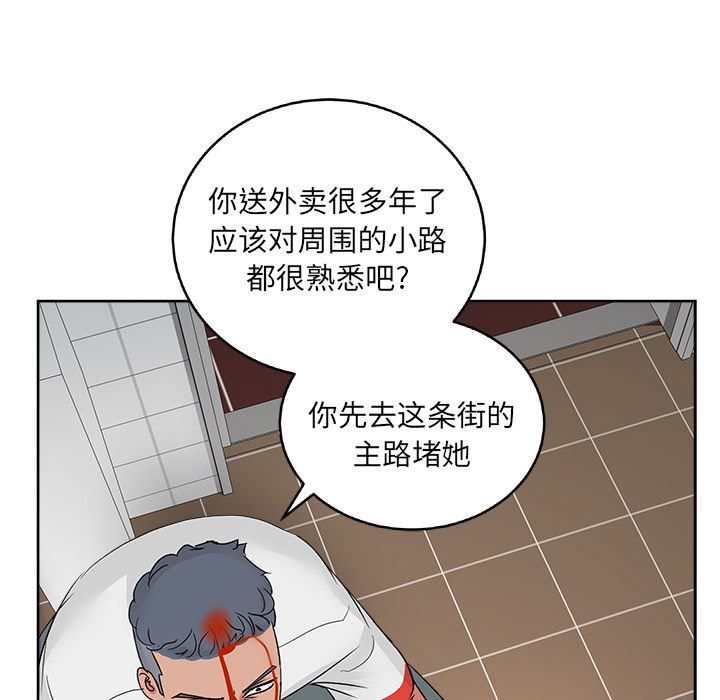 你送外卖很多年了
应该对周围的小路
都很熟悉吧?
你先去这条街的
主路堵她